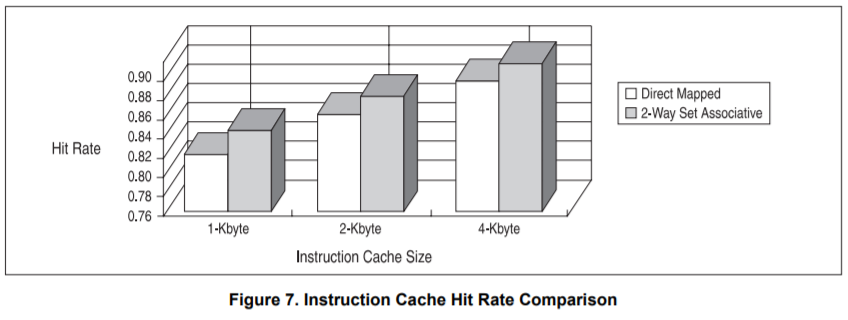 0.90
0.88
0.86
0.84
0.82
0.80
0.78
0.76
Hit Rate
1-Kbyte
2-Kbyte
4-Kbyte
Instruction Cache Size
Direct Mapped
2-Way Set Associative
Figure 7. Instruction Cache Hit Rate Comparison